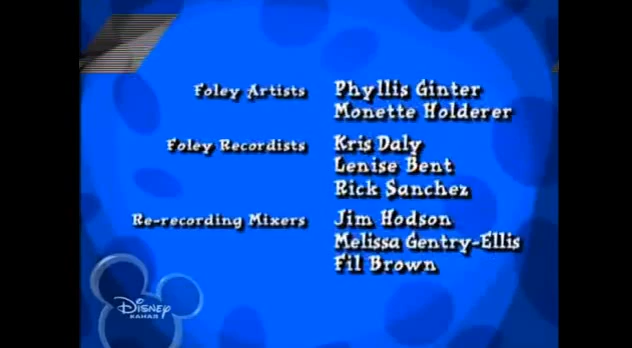 Foley Artists Phyllis Ginter
Monette Holderer
Foley Recordists Kris Daly
Lenise Bent
Rick Sanchez
Re-recording Mixers Jim Hodson
Melissa Gentry-Ellis
Fil Brown
Disney
КАНАЛ